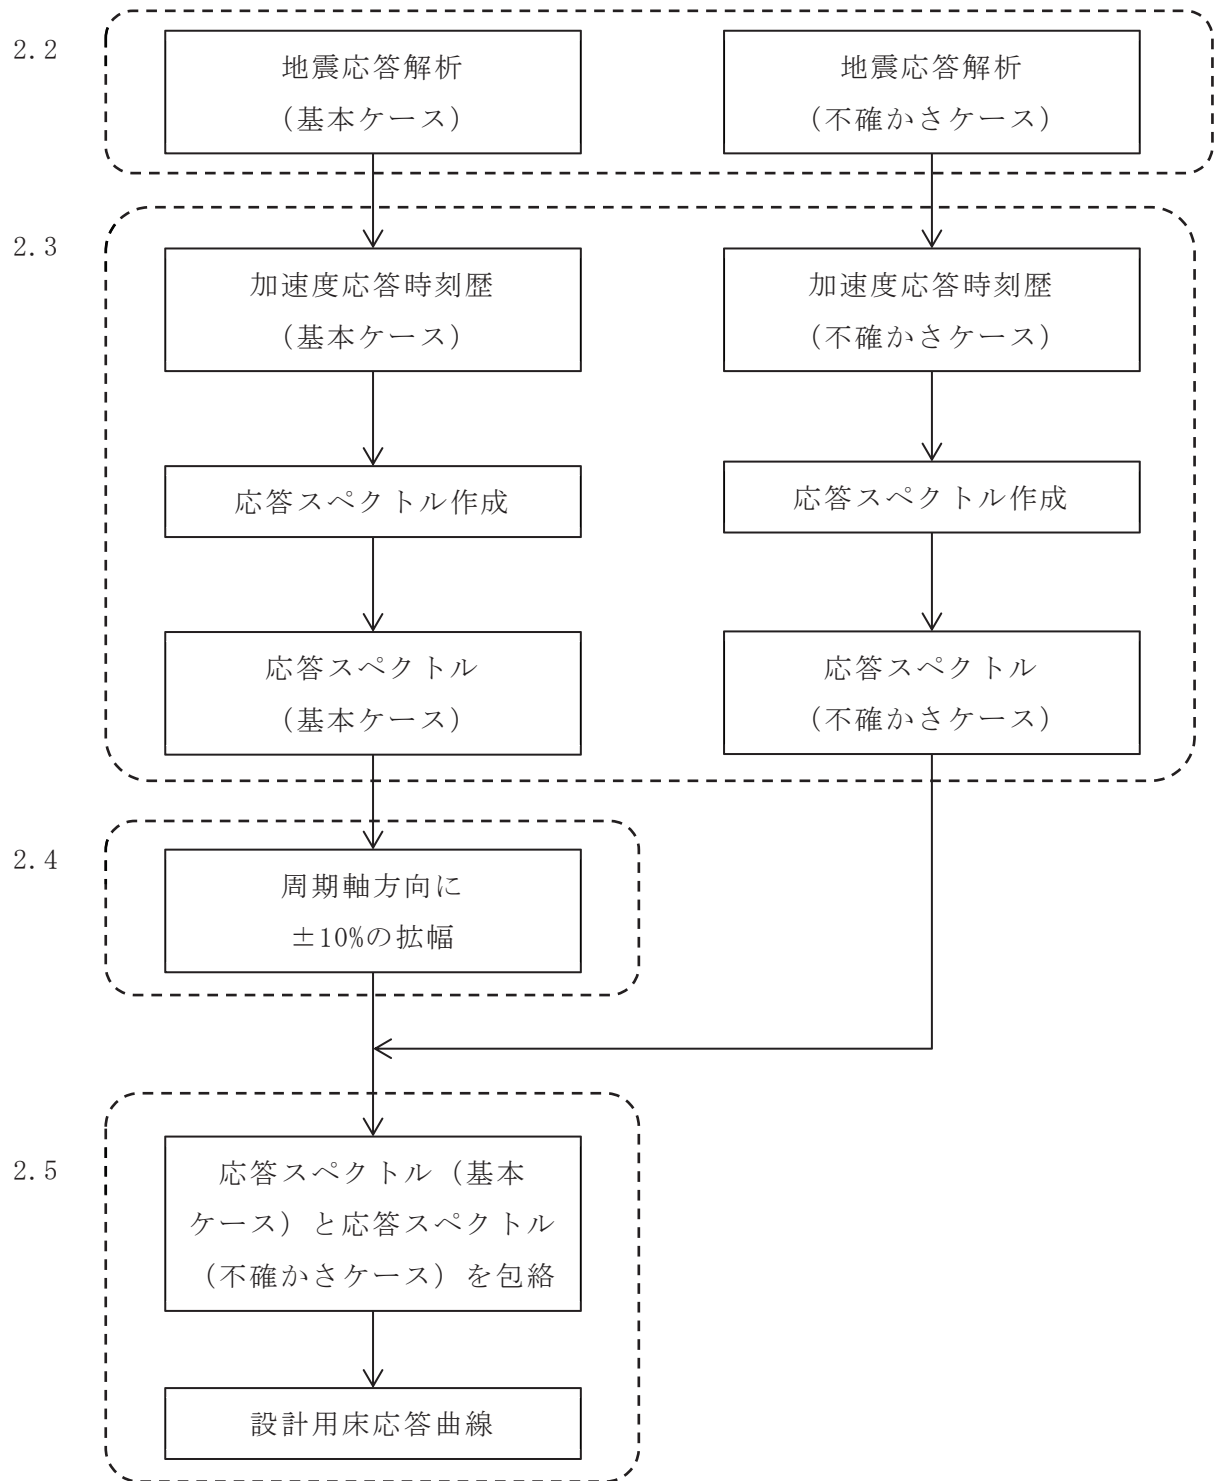 2.2
地震応答解析
（基本ケース）
地震応答解析
（不確かさケース）
2.3
加速度応答時刻歴
（基本ケース）
加速度応答時刻歴
（不確かさケース）
応答スペクトル作成
応答スペクトル作成
応答スペクトル
（基本ケース）
応答スペクトル
（不確かさケース）
2.4
周期軸方向に
±10%の拡幅
2.5
応答スペクトル（基本
ケース）と応答スペクトル
（不確かさケース）を包絡
設計用床応答曲線